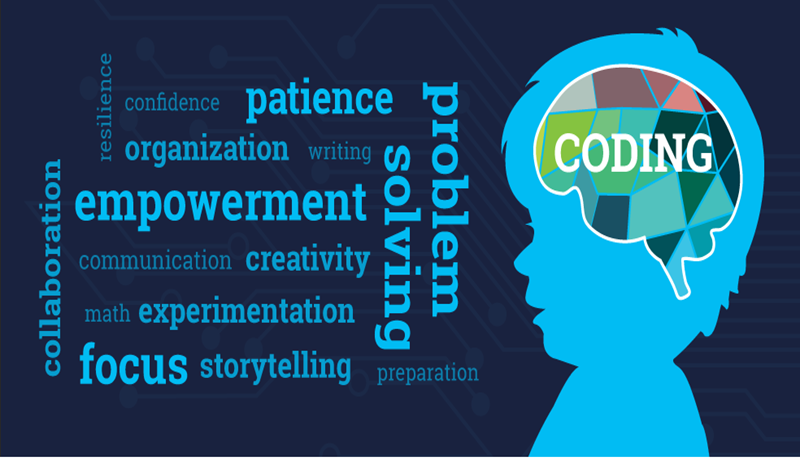 resilience
confidence
patience
organization
writing
empowerment
collaboration
communication
creativity
math
experimentation
focus
storytelling
preparation
problem
solving
CODING